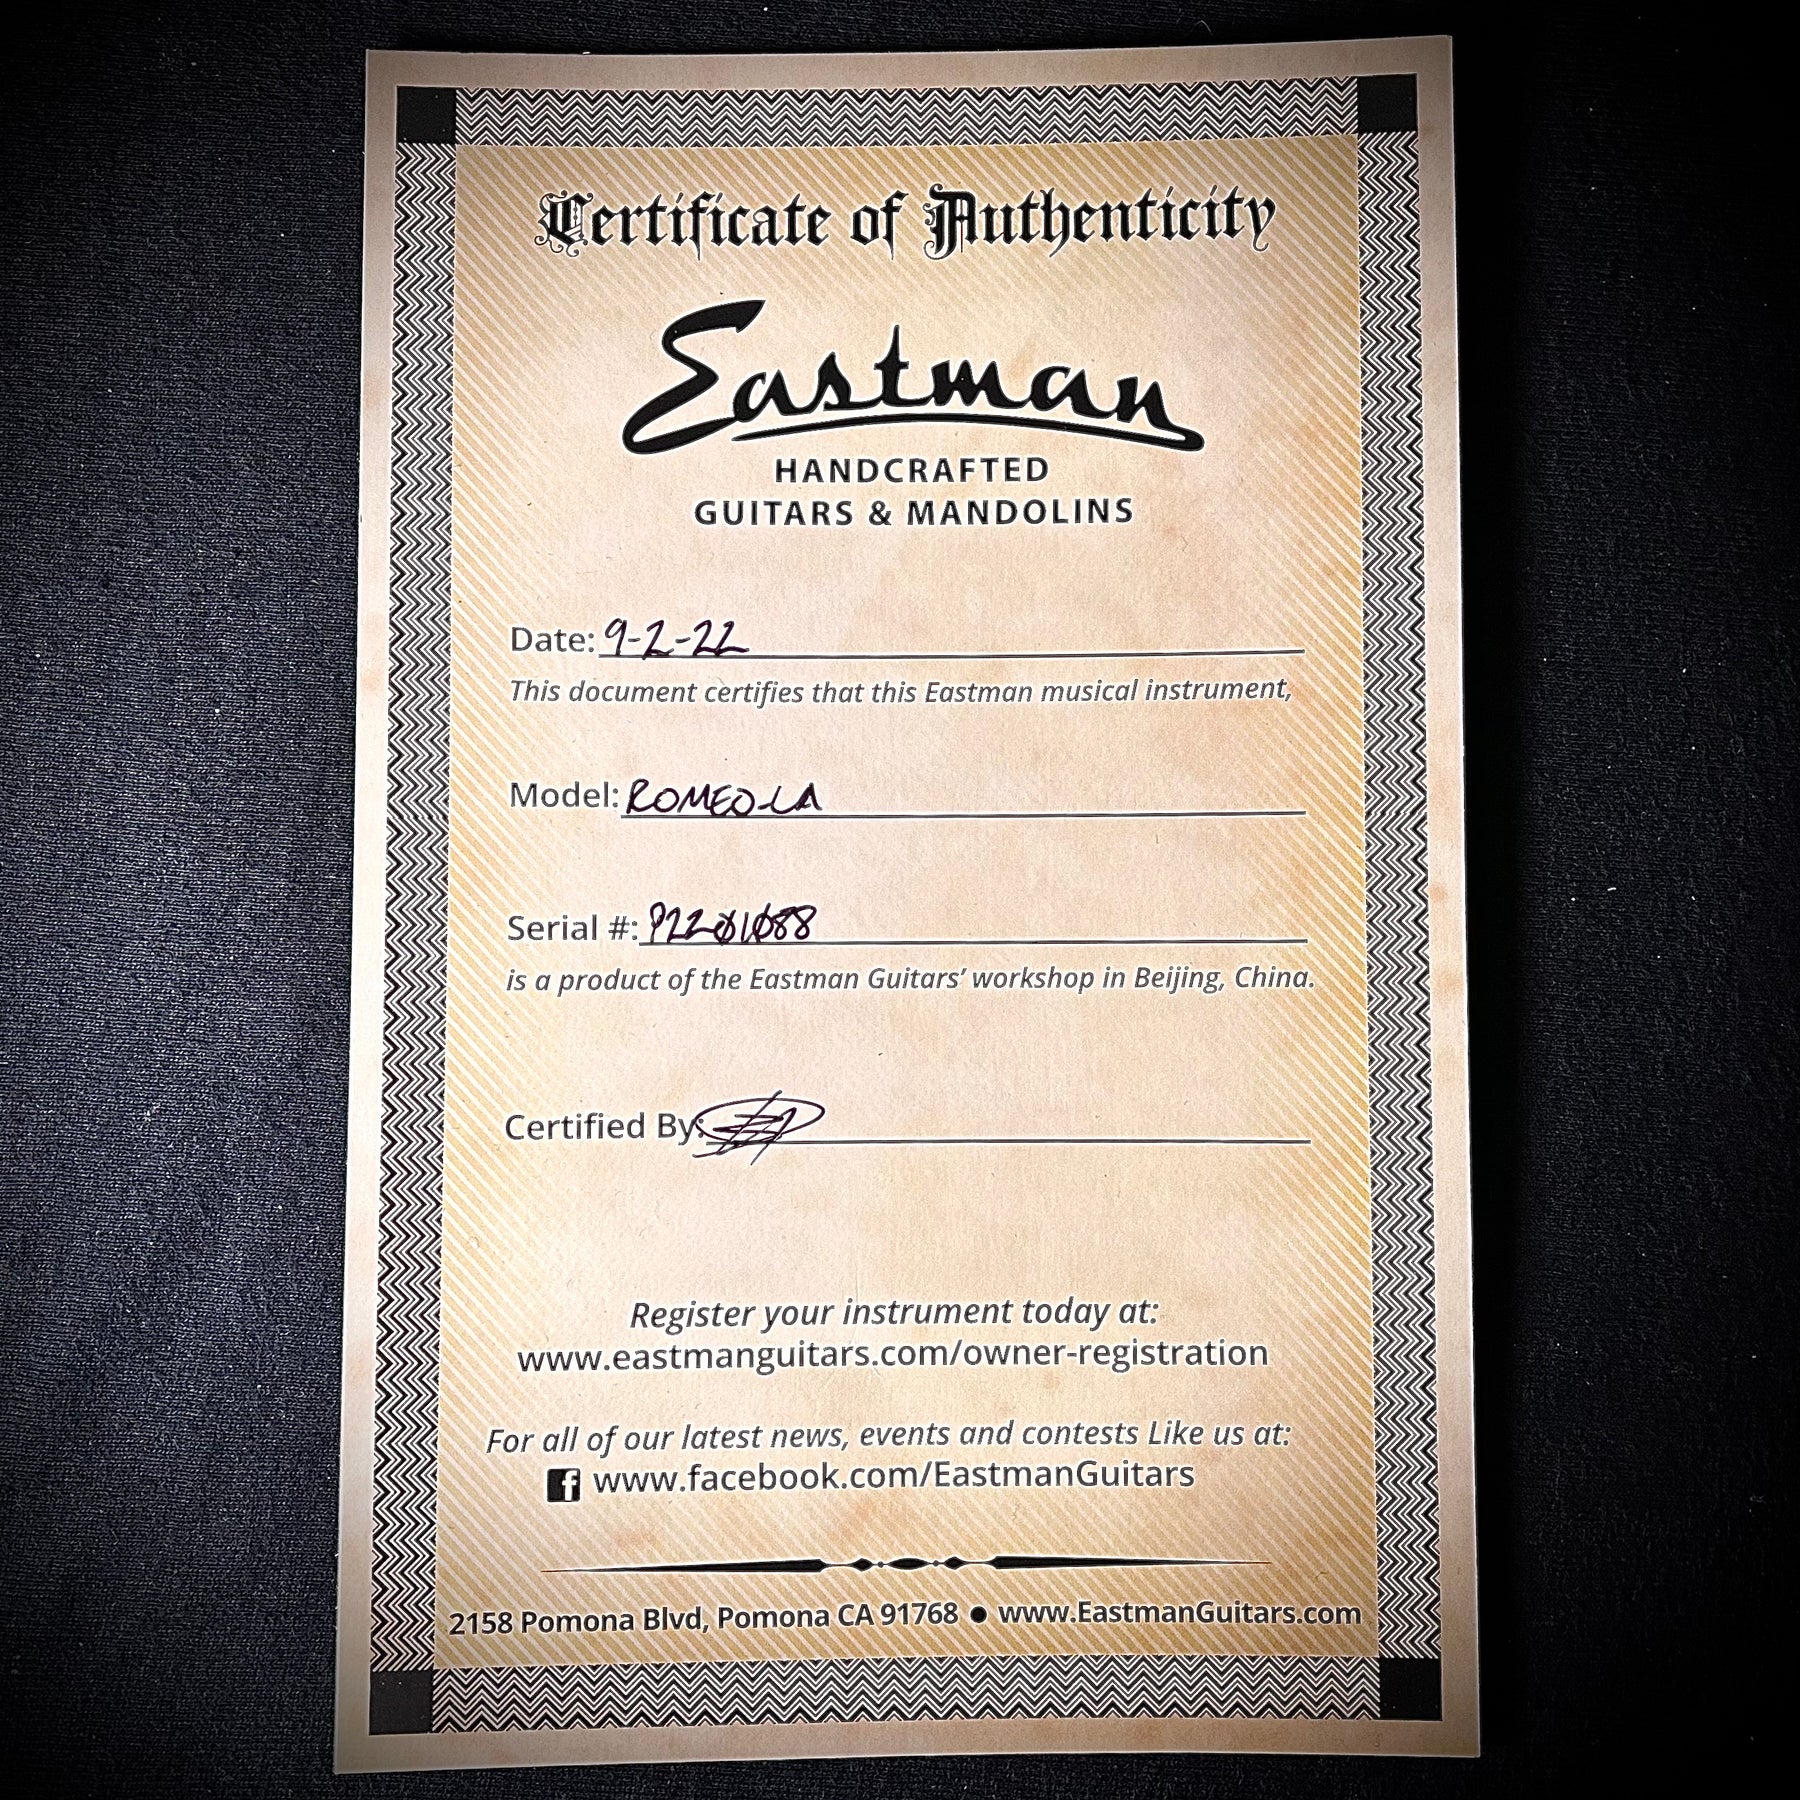 Certificate of Authenticity
Eastman
HANDCRAFTED
GUITARS & MANDOLINS
Date: 9-2-22
This document certifies that this Eastman musical instrument,
Model: ROMEO-LA
Serial #: P2201088
is a product of the Eastman Guitars’ workshop in Beijing, China.
Certified By:
Register your instrument today at:
www.eastmanguitars.com/owner-registration
For all of our latest news, events and contests Like us at:
f www.facebook.com/EastmanGuitars
2158 Pomona Blvd, Pomona CA 91768 ● www.EastmanGuitars.com